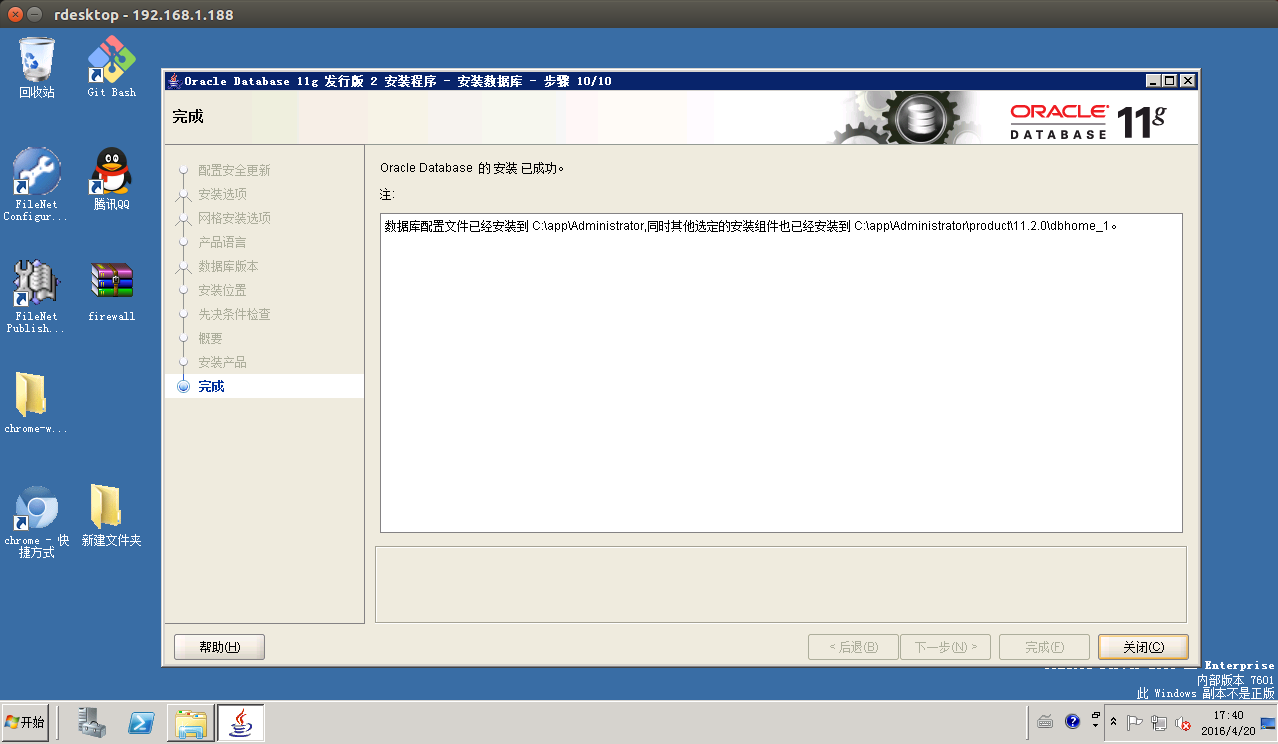 rdesktop - 192.168.1.188
回收站
Git Bash
FileNet
Configur...
腾讯QQ
FileNet
Publish...
firewall
chrome-w...
chrome - 快
捷方式
新建文件夹
Oracle Database 11g 发行版 2 安装程序 - 安装数据库 - 步骤 10/10
完成
ORACLE
DATABASE
11g
配置安全更新
安装选项
网格安装选项
产品语言
数据库版本
安装位置
先决条件检查
概要
安装产品
完成
Oracle Database 的 安装 已成功。
注:
数据库配置文件已经安装到 C:\app\Administrator,同时其他选定的安装组件也已经安装到 C:\app\Administrator\product\11.2.0\dbhome_1。
帮助(H)
< 后退(B)
下一步(N) >
完成(F)
关闭(C)
Enterprise
内部版本 7601
此 Windows 副本不是正版
开始
17:40
2016/4/20